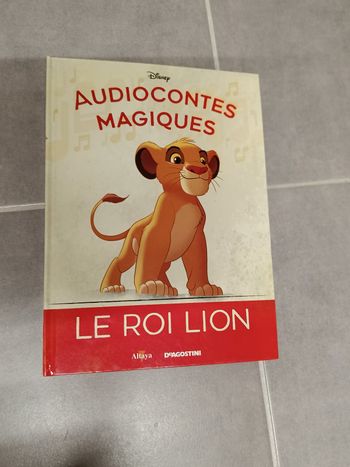 Disney
AUDIOCONTES
MAGIQUES
LE ROI LION
Altaya
DeAGOSTINI